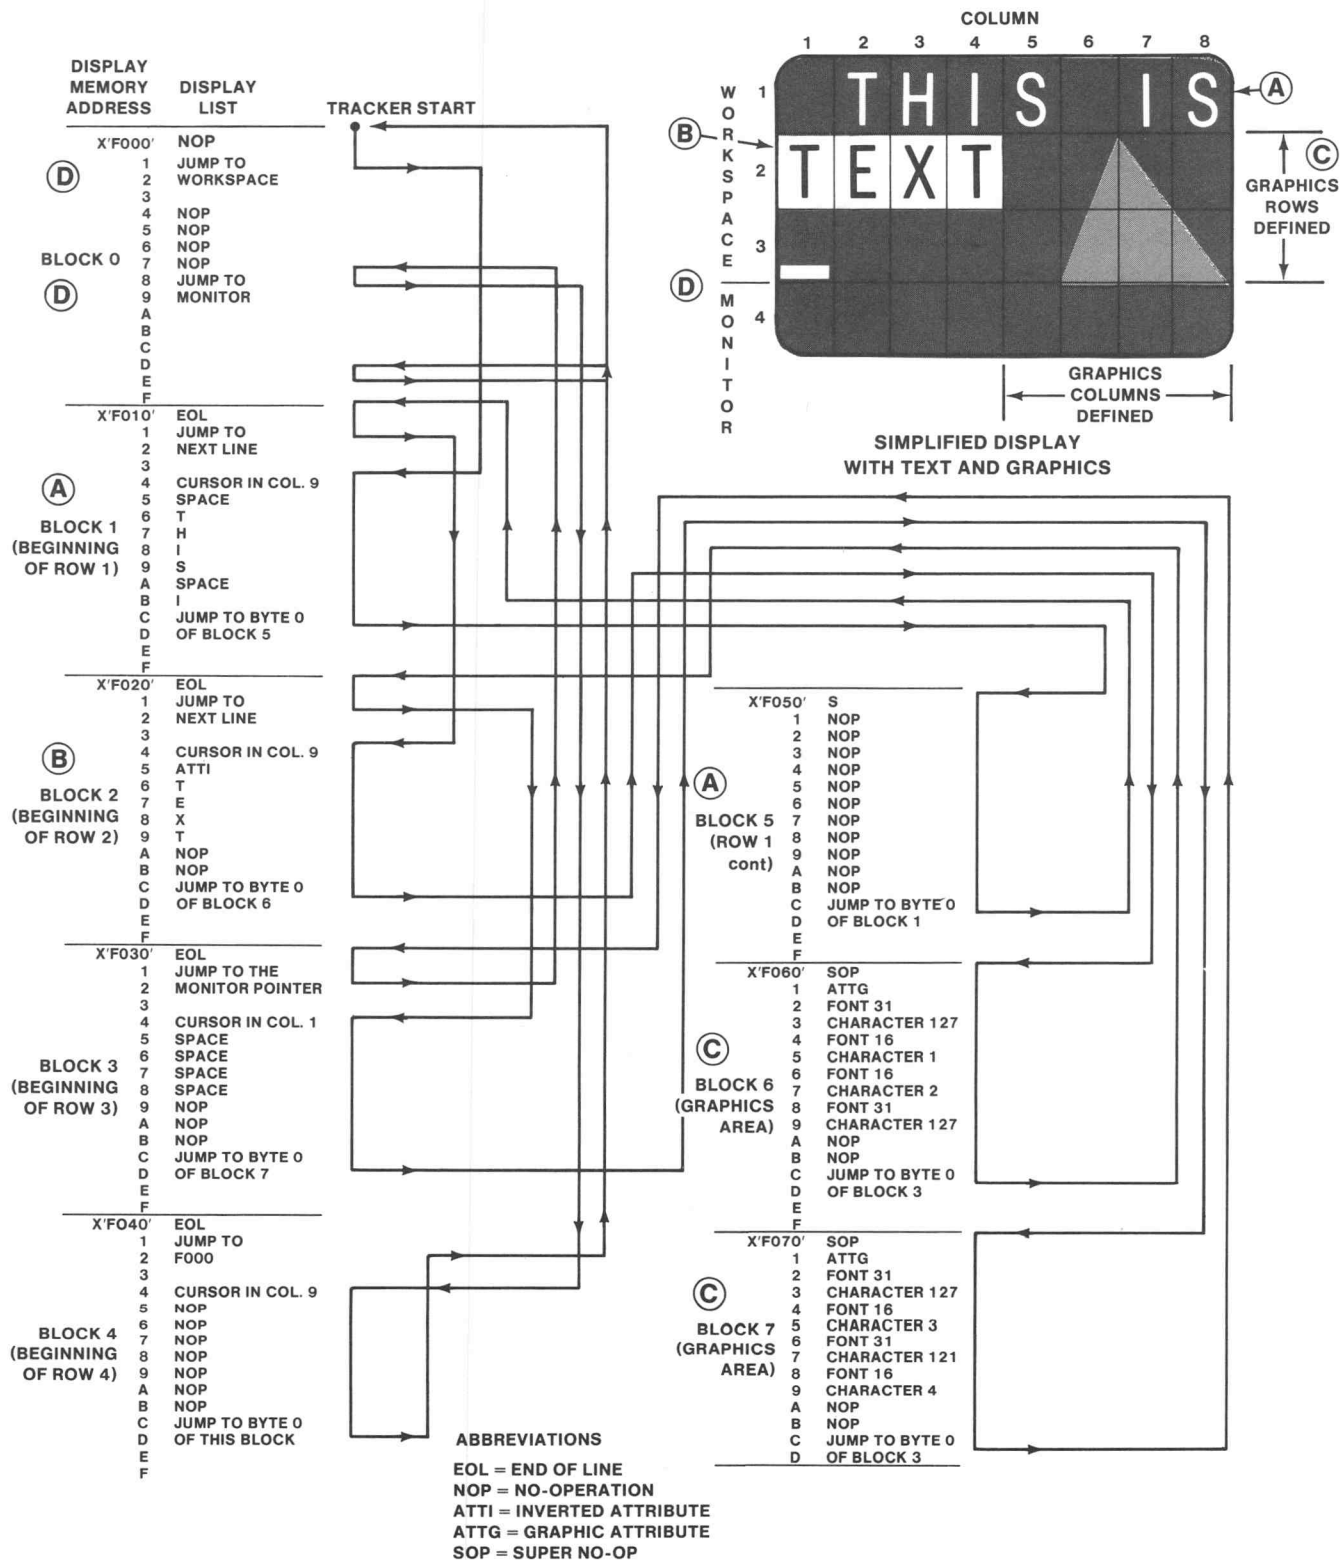 DISPLAY MEMORY ADDRESS
DISPLAY LIST
TRACKER START
X'F000' NOP
1 JUMP TO
2 WORKSPACE
3
4 NOP
5 NOP
6 NOP
7 NOP
8 JUMP TO
9 MONITOR
A
B
C
D
E
F
D
BLOCK 0
D
X'F010' EOL
1 JUMP TO
2 NEXT LINE
3
4 CURSOR IN COL. 9
5 SPACE
6 T
7 H
8 I
9 S
A SPACE
B I
C JUMP TO BYTE 0
D OF BLOCK 5
E
F
A
BLOCK 1
(BEGINNING
OF ROW 1)
X'F020' EOL
1 JUMP TO
2 NEXT LINE
3
4 CURSOR IN COL. 9
5 ATTI
6 T
7 E
8 X
9 T
A NOP
B NOP
C JUMP TO BYTE 0
D OF BLOCK 6
E
F
B
BLOCK 2
(BEGINNING
OF ROW 2)
X'F030' EOL
1 JUMP TO THE
2 MONITOR POINTER
3
4 CURSOR IN COL. 1
5 SPACE
6 SPACE
7 SPACE
8 SPACE
9 NOP
A NOP
B NOP
C JUMP TO BYTE 0
D OF BLOCK 7
E
F
BLOCK 3
(BEGINNING
OF ROW 3)
X'FO40' EOL
1 JUMP TO
2 F000
3
4 CURSOR IN COL. 9
5 NOP
6 NOP
7 NOP
8 NOP
9 NOP
A NOP
B NOP
C JUMP TO BYTE 0
D OF THIS BLOCK
E
F
BLOCK 4
(BEGINNING
OF ROW 4)
COLUMN
1 2 3 4 5 6 7 8
WORKSPACE
MONITOR
1
2
3
4
THIS IS
TEXT
A
B
C
D
GRAPHICS
ROWS
DEFINED
GRAPHICS
COLUMNS
DEFINED
SIMPLIFIED DISPLAY
WITH TEXT AND GRAPHICS
X'F050' S
1 NOP
2 NOP
3 NOP
4 NOP
5 NOP
6 NOP
7 NOP
8 NOP
9 NOP
A NOP
B NOP
C JUMP TO BYTE 0
D OF BLOCK 1
E
F
A
BLOCK 5
(ROW 1
cont)
X'F060' SOP
1 ATTG
2 FONT 31
3 CHARACTER 127
4 FONT 16
5 CHARACTER 1
6 FONT 16
7 CHARACTER 2
8 FONT 31
9 CHARACTER 127
A NOP
B NOP
C JUMP TO BYTE 0
D OF BLOCK 3
E
F
C
BLOCK 6
(GRAPHICS
AREA)
X'F070' SOP
1 ATTG
2 FONT 31
3 CHARACTER 127
4 FONT 16
5 CHARACTER 3
6 FONT 31
7 CHARACTER 121
8 FONT 16
9 CHARACTER 4
A NOP
B NOP
C JUMP TO BYTE 0
D OF BLOCK 3
C
BLOCK 7
(GRAPHICS
AREA)
ABBREVIATIONS
EOL = END OF LINE
NOP = NO-OPERATION
ATTI = INVERTED ATTRIBUTE
ATTG = GRAPHIC ATTRIBUTE
SOP = SUPER NO-OP